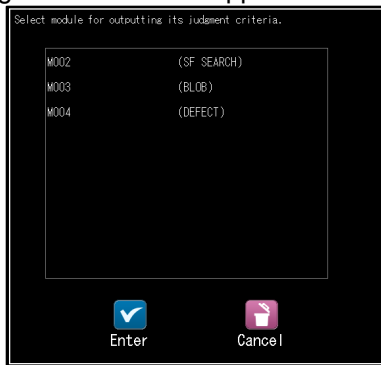 Select module for outputting its judgment criteria.
M002 (SF SEARCH)
M003 (BLOB)
M004 (DEFECT)
Enter Cancel